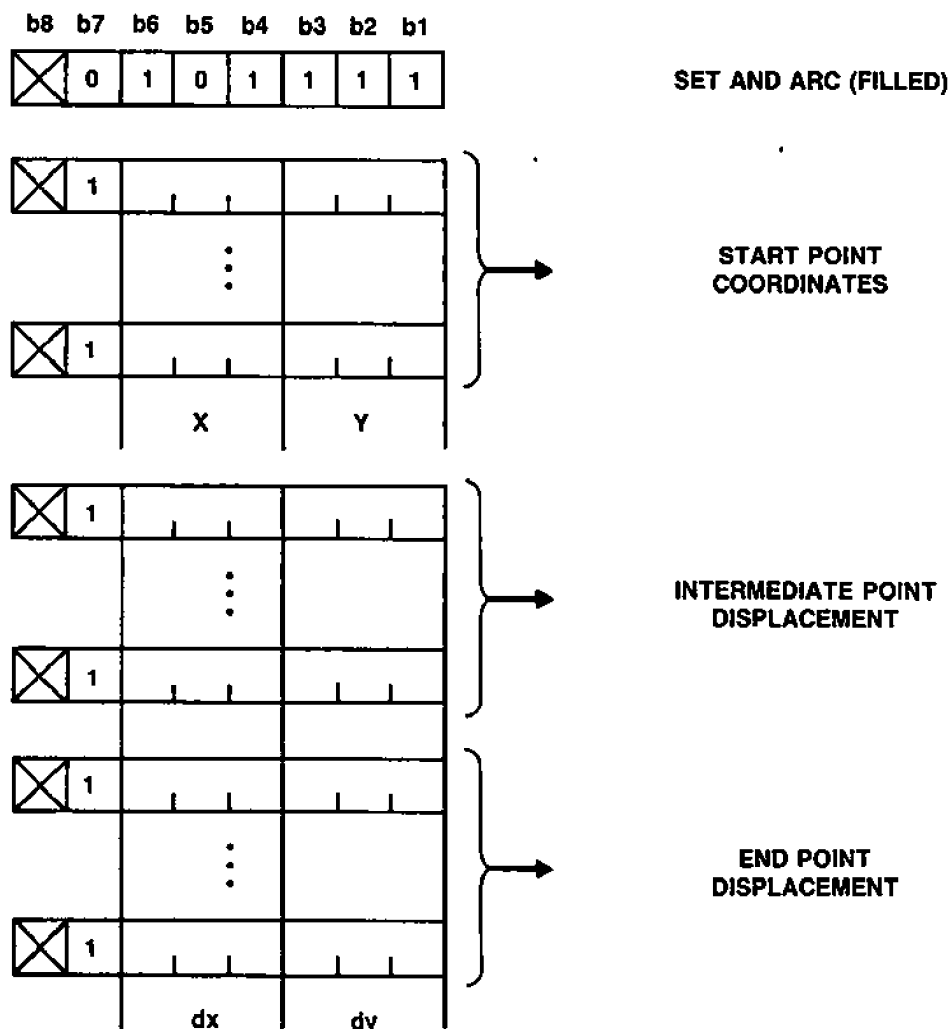 b8 b7 b6 b5 b4 b3 b2 b1
0 1 0 1 1 1 1 SET AND ARC (FILLED)
1
START POINT
COORDINATES
1
X Y
1
INTERMEDIATE POINT
DISPLACEMENT
1
1
END POINT
DISPLACEMENT
1
dx dy